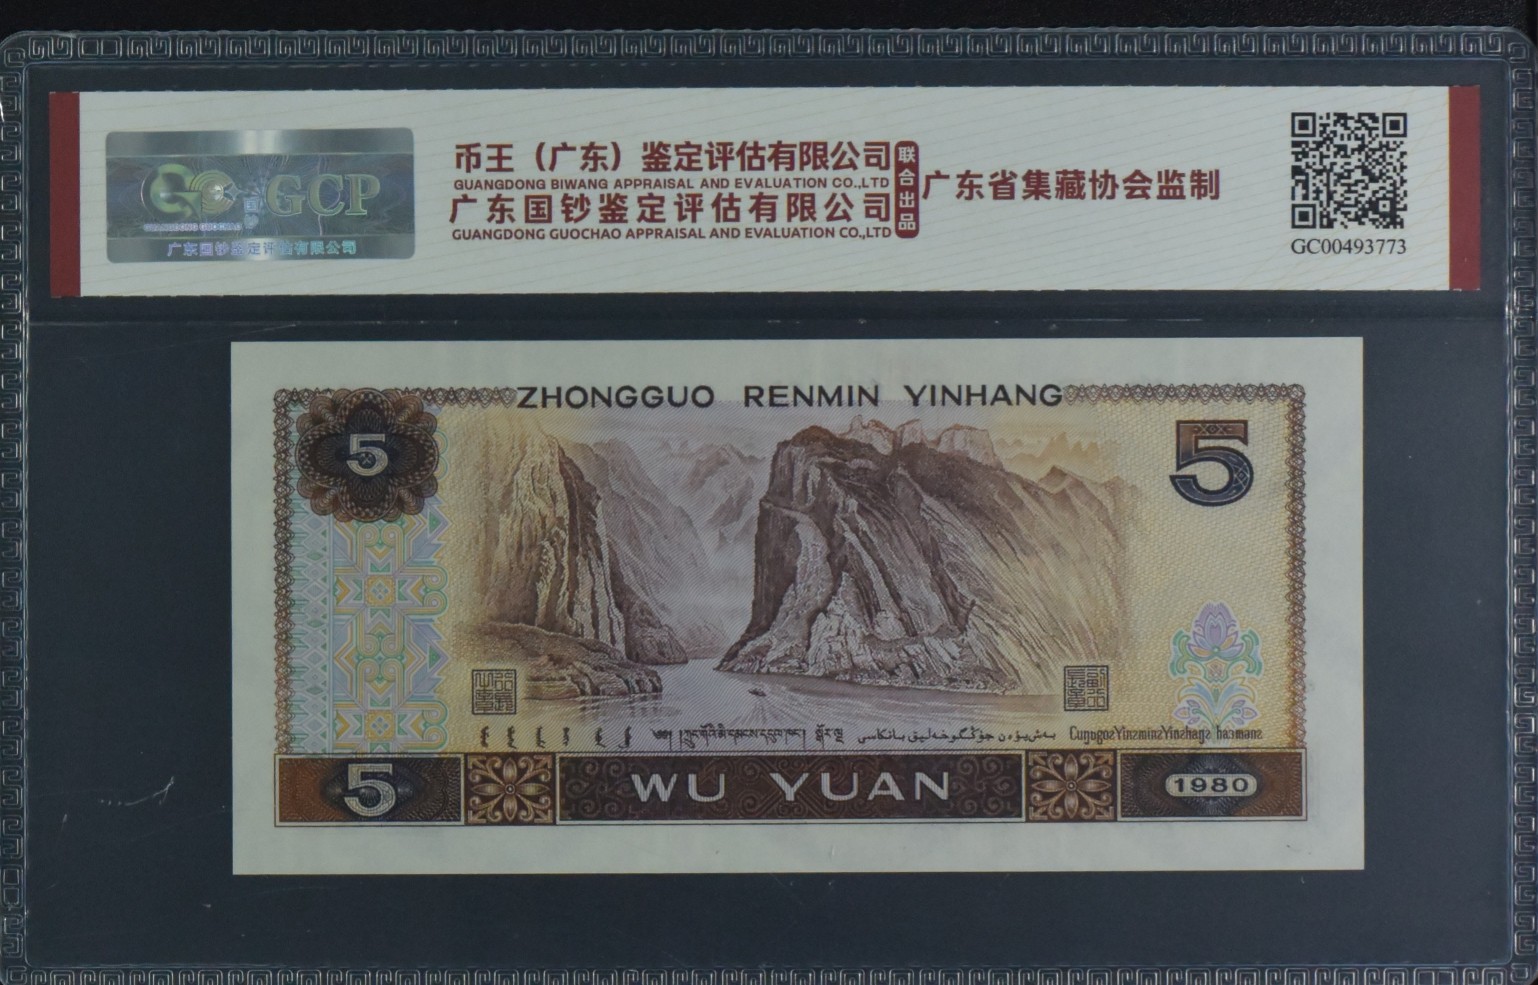 币王（广东）鉴定评估有限公司
GUANGDONG BIWANG APPRAISAL AND EVALUATION CO.,LTD
广东国钞鉴定评估有限公司
GUANGDONG GUOCHAO APPRAISAL AND EVALUATION CO.,LTD
联合出品
广东省集藏协会监制
GCP
GUANGDONG GUOCHAO
广东国钞鉴定评估有限公司
GC00493773
ZHONGGUO RENMIN YINHANG
5
5
5
WU YUAN
1980